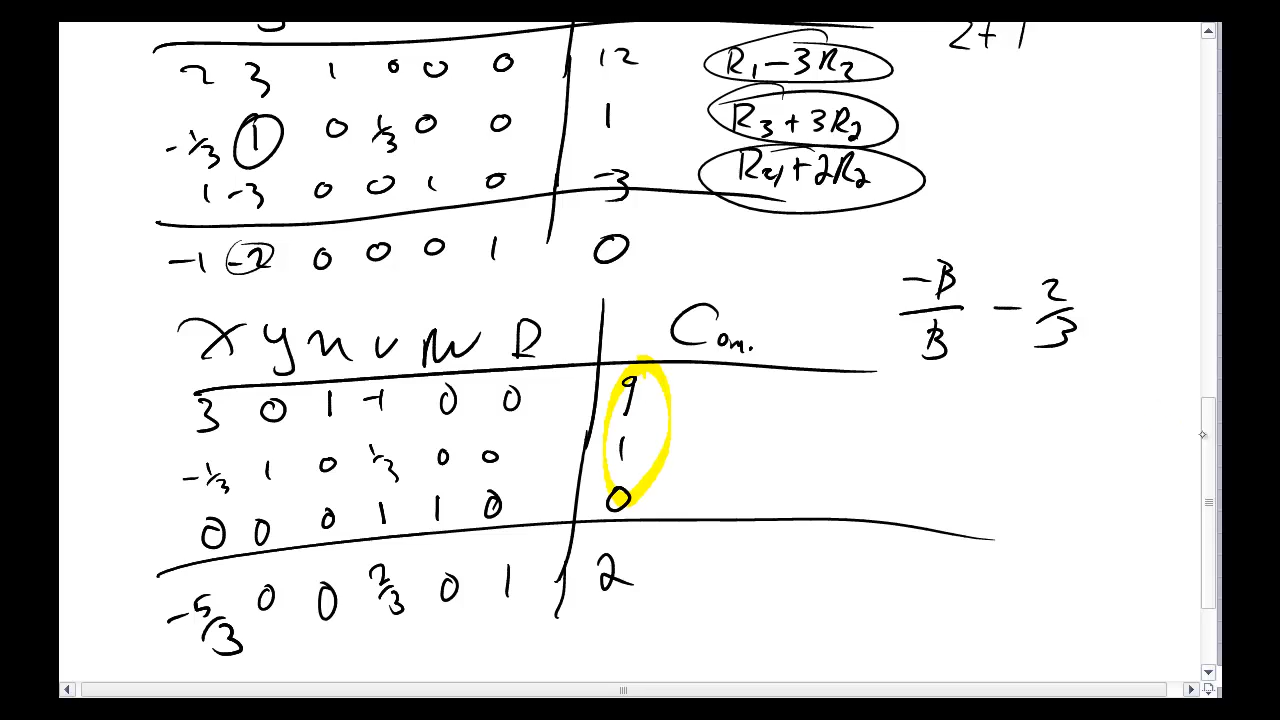 2+1
2 3 1 0 0 0 12 R1-3R2
-1/3 1 0 1/3 0 0 1 R3+3R2
1 -3 0 0 1 0 -3 R4+2R2
-1 -2 0 0 0 1 0
-B/B - 2/3
X y u v w P Com.
3 0 1 -1 0 0 9
-1/3 1 0 1/3 0 0 1
0 0 0 1 1 0 0
-5/3 0 0 2/3 0 1 2